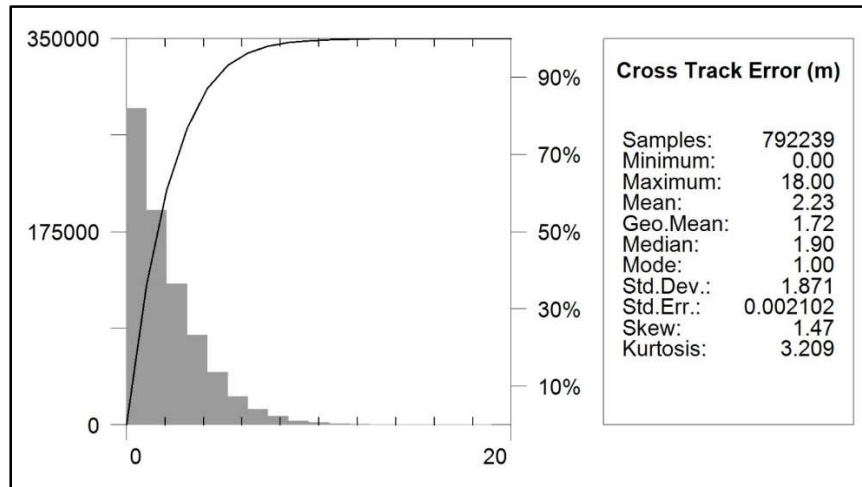 350000
175000
0
0
20
90%
70%
50%
30%
10%
Cross Track Error (m)
Samples: 792239
Minimum: 0.00
Maximum: 18.00
Mean: 2.23
Geo.Mean: 1.72
Median: 1.90
Mode: 1.00
Std.Dev.: 1.871
Std.Err.: 0.002102
Skew: 1.47
Kurtosis: 3.209